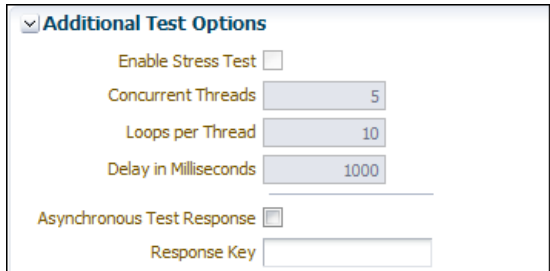 Additional Test Options
Enable Stress Test
Concurrent Threads 5
Loops per Thread 10
Delay in Milliseconds 1000
Asynchronous Test Response
Response Key